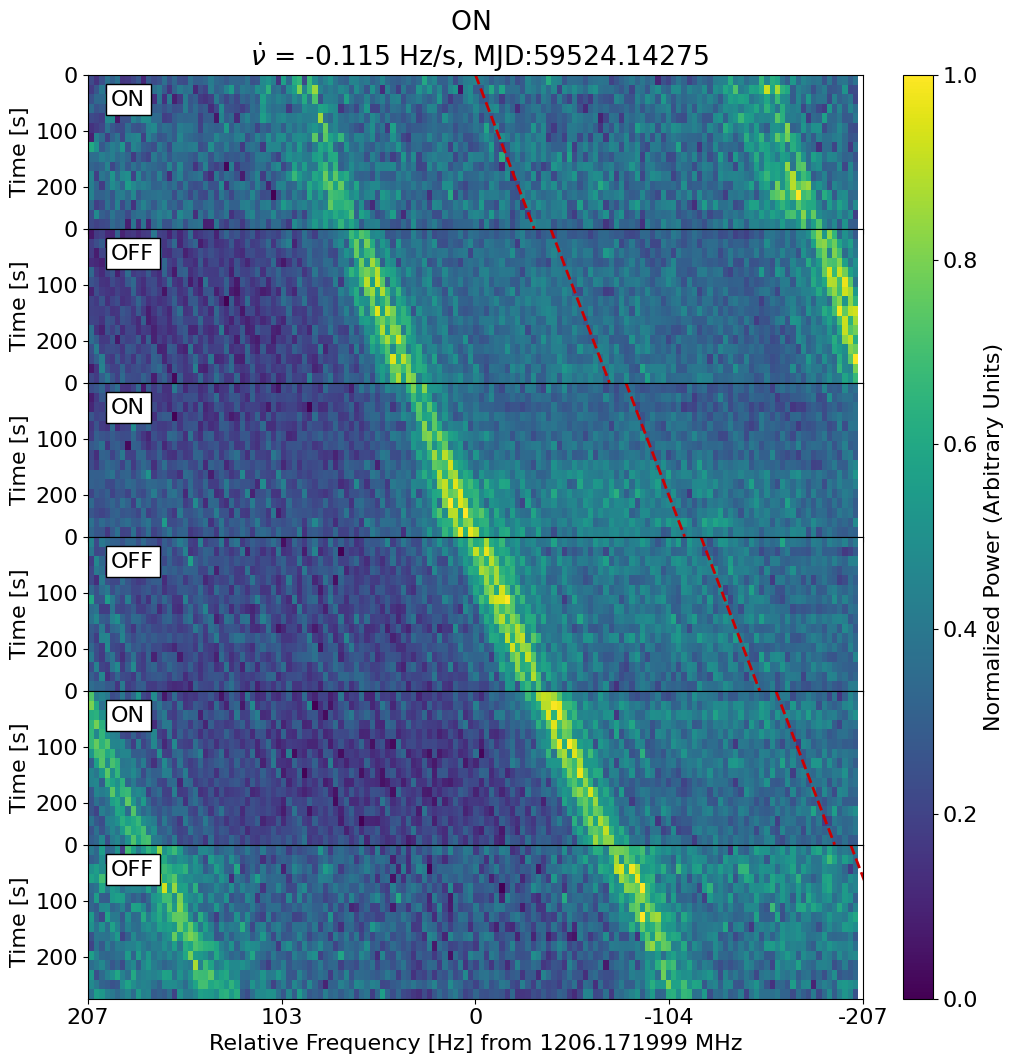 ON
ν̇ = -0.115 Hz/s, MJD:59524.14275
0
100
200
Time [s]
ON
0
100
200
Time [s]
OFF
0
100
200
Time [s]
ON
0
100
200
Time [s]
OFF
0
100
200
Time [s]
ON
0
100
200
Time [s]
OFF
207 103 0 -104 -207
Relative Frequency [Hz] from 1206.171999 MHz
1.0
0.8
0.6
0.4
0.2
0.0
Normalized Power (Arbitrary Units)